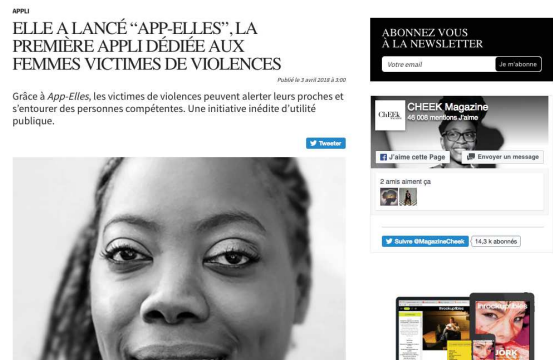 APPLI
ELLE A LANCÉ “APP-ELLES”, LA
PREMIÈRE APPLI DÉDIÉE AUX
FEMMES VICTIMES DE VIOLENCES
Publié le 3 avril 2018 à 3:00
Grâce à App-Elles, les victimes de violences peuvent alerter leurs proches et
s'entourer des personnes compétentes. Une initiative inédite d'utilité
publique.
Tweeter
ABONNEZ VOUS
À LA NEWSLETTER
Votre email
Je m'abonne
ChEEk
CHEEK Magazine
46 008 mentions J'aime
J'aime cette Page
Envoyer un message
2 amis aiment ça
Suivre @MagazineCheek
14,3 k abonnés
inrockuptibles
inrockuptibles